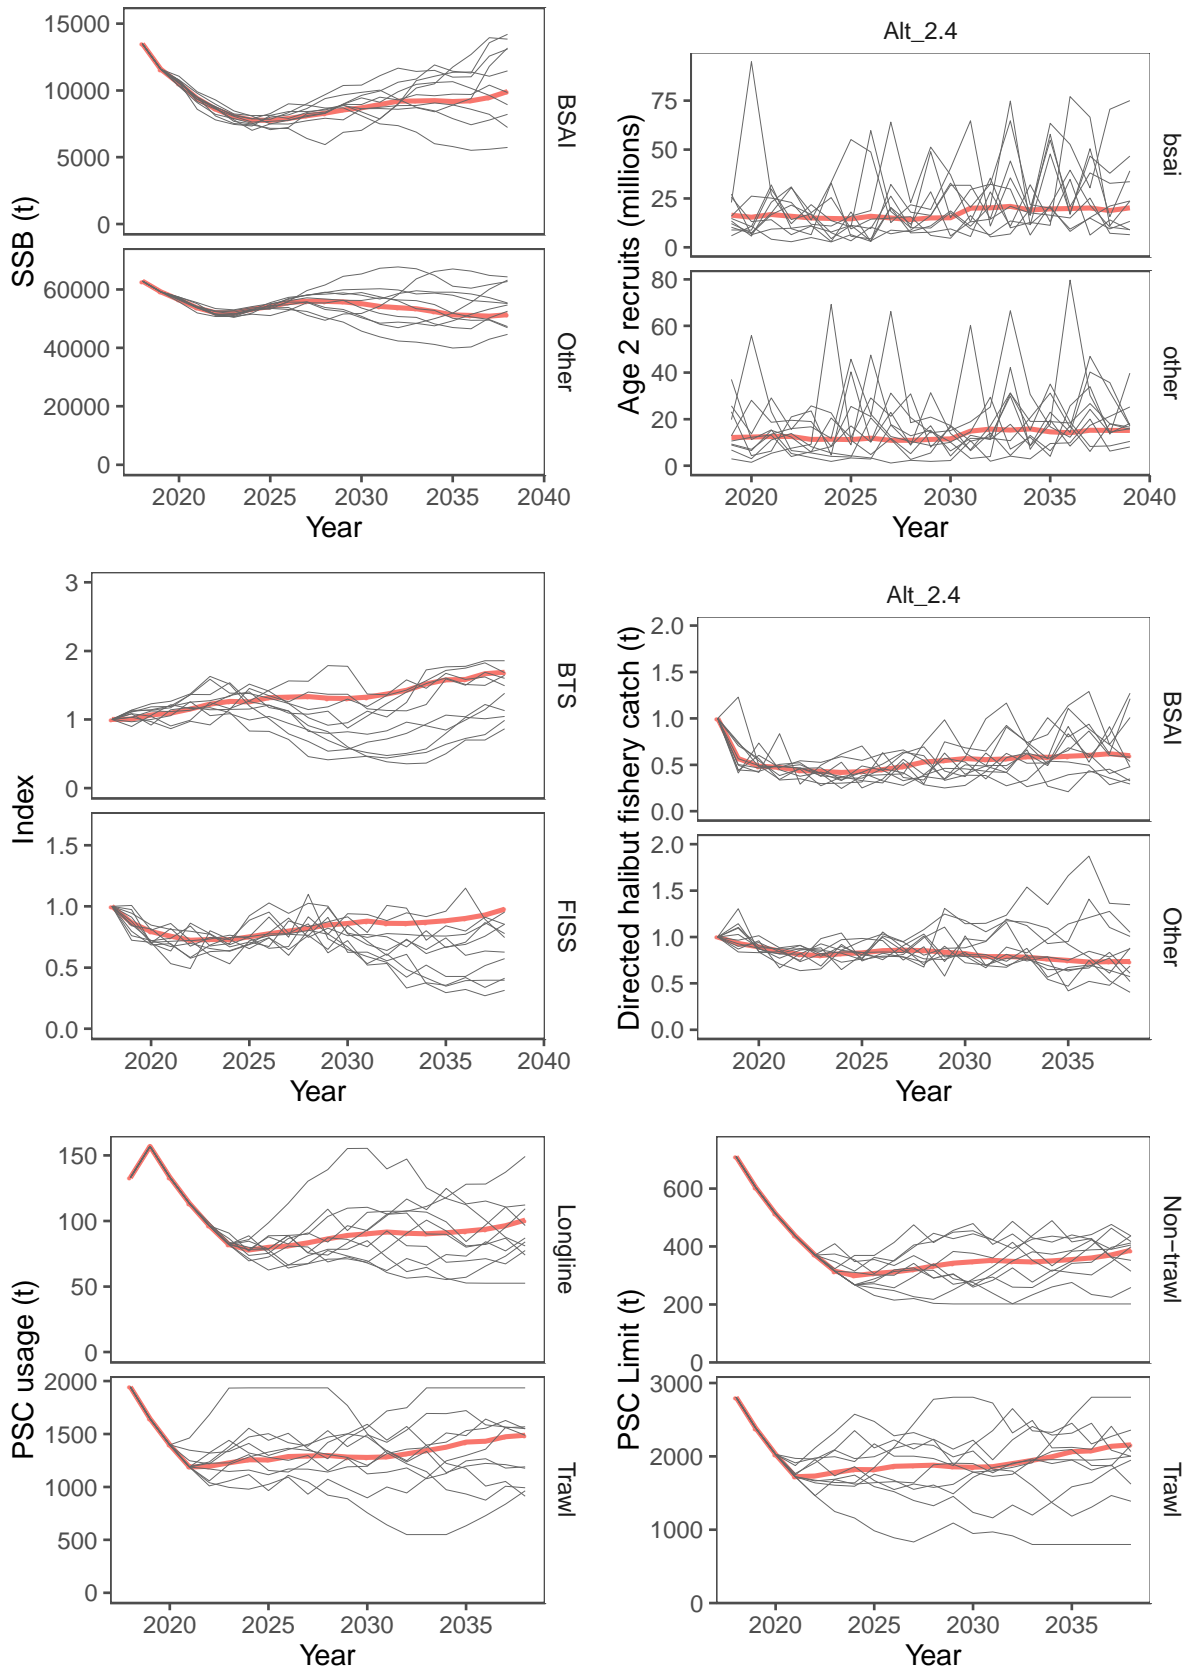 SSB (t)
15000
10000
5000
0
BSAI
60000
40000
20000
0
Other
2020 2025 2030 2035 2040
Year
Alt_2.4
Age 2 recruits (millions)
75
50
25
0
bsai
80
60
40
20
0
other
2020 2025 2030 2035 2040
Year
Index
3
2
1
0
BTS
1.5
1.0
0.5
0.0
FISS
2020 2025 2030 2035 2040
Year
Alt_2.4
Directed halibut fishery catch (t)
2.0
1.5
1.0
0.5
0.0
BSAI
2.0
1.5
1.0
0.5
0.0
Other
2020 2025 2030 2035
Year
PSC usage (t)
150
100
50
0
Longline
2000
1500
1000
500
0
Trawl
2020 2025 2030 2035
Year
PSC Limit (t)
600
400
200
0
Non−trawl
3000
2000
1000
0
Trawl
2020 2025 2030 2035
Year